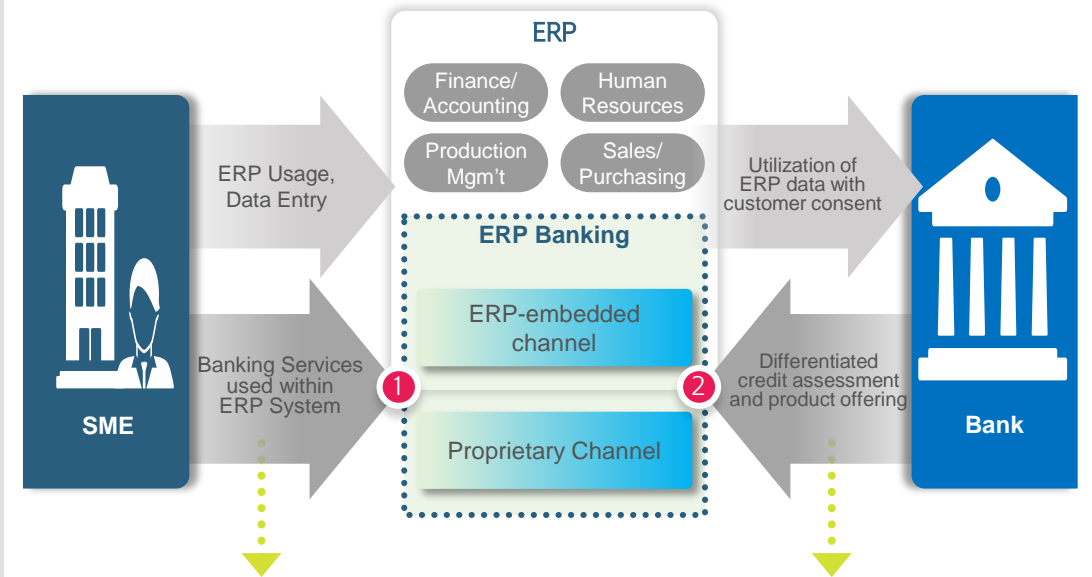 ERP
Finance/
Accounting
Human
Resources
Production
Mgm't
Sales/
Purchasing
ERP Usage,
Data Entry
Utilization of
ERP data with
customer consent
ERP Banking
ERP-embedded
channel
Proprietary Channel
Banking Services
used within
ERP System
1
2
Differentiated
credit assessment
and product offering
SME
Bank